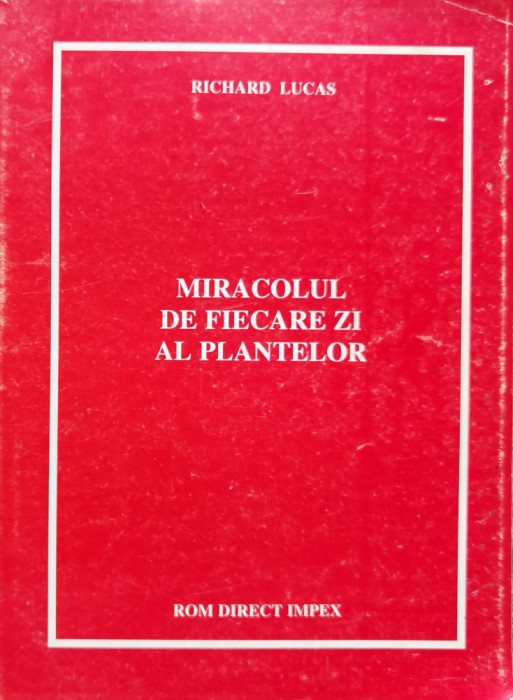 RICHARD LUCAS
MIRACOLUL
DE FIECARE ZI
AL PLANTELOR
ROM DIRECT IMPEX